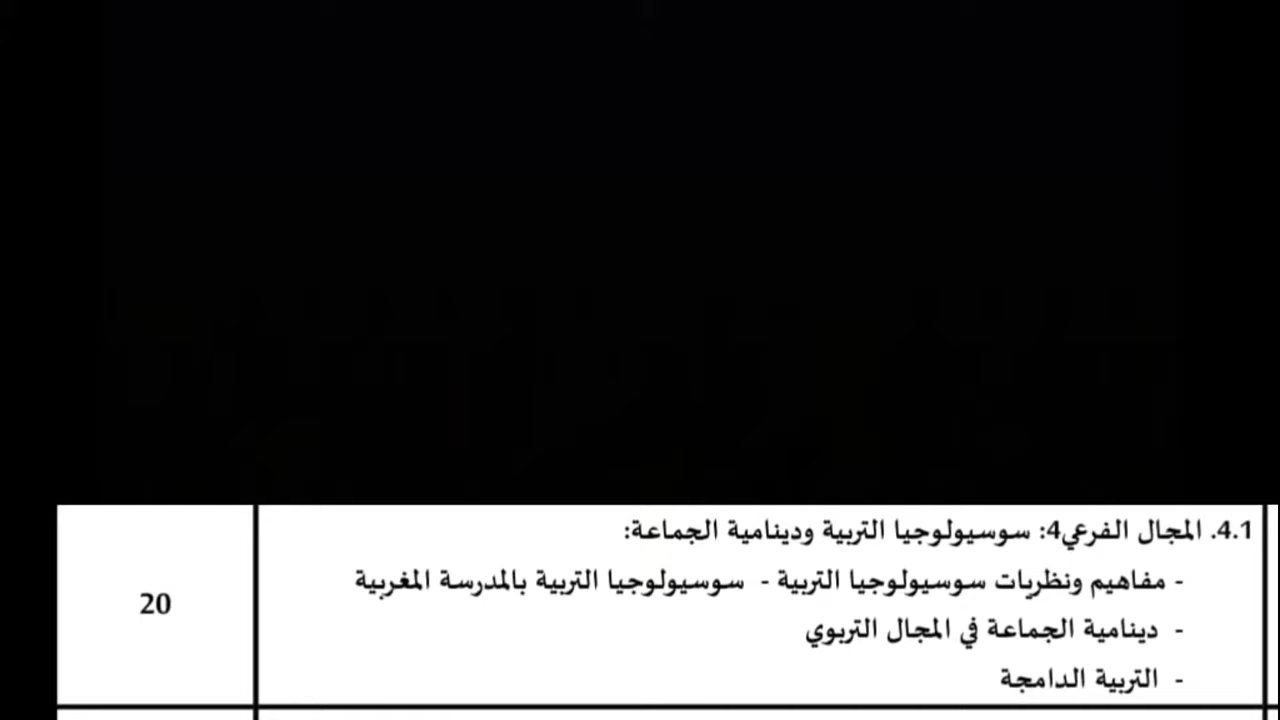 4.1. المجال الفرعي4: سوسيولوجيا التربية ودينامية الجماعة:
- مفاهيم ونظريات سوسيولوجيا التربية - سوسيولوجيا التربية بالمدرسة المغربية
- دينامية الجماعة في المجال التربوي
- التربية الدامجة
20